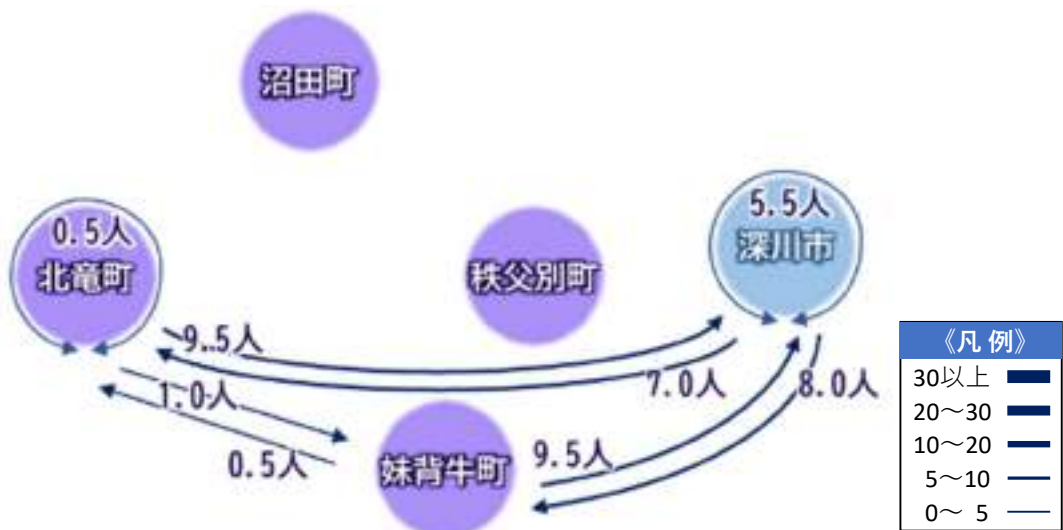 沼田町
0.5人
北竜町
秩父別町
5.5人
深川市
9.5人
7.0人
8.0人
1.0人
0.5人
妹背牛町
9.5人
《凡 例》
30以上
20～30
10～20
5～10
0～ 5